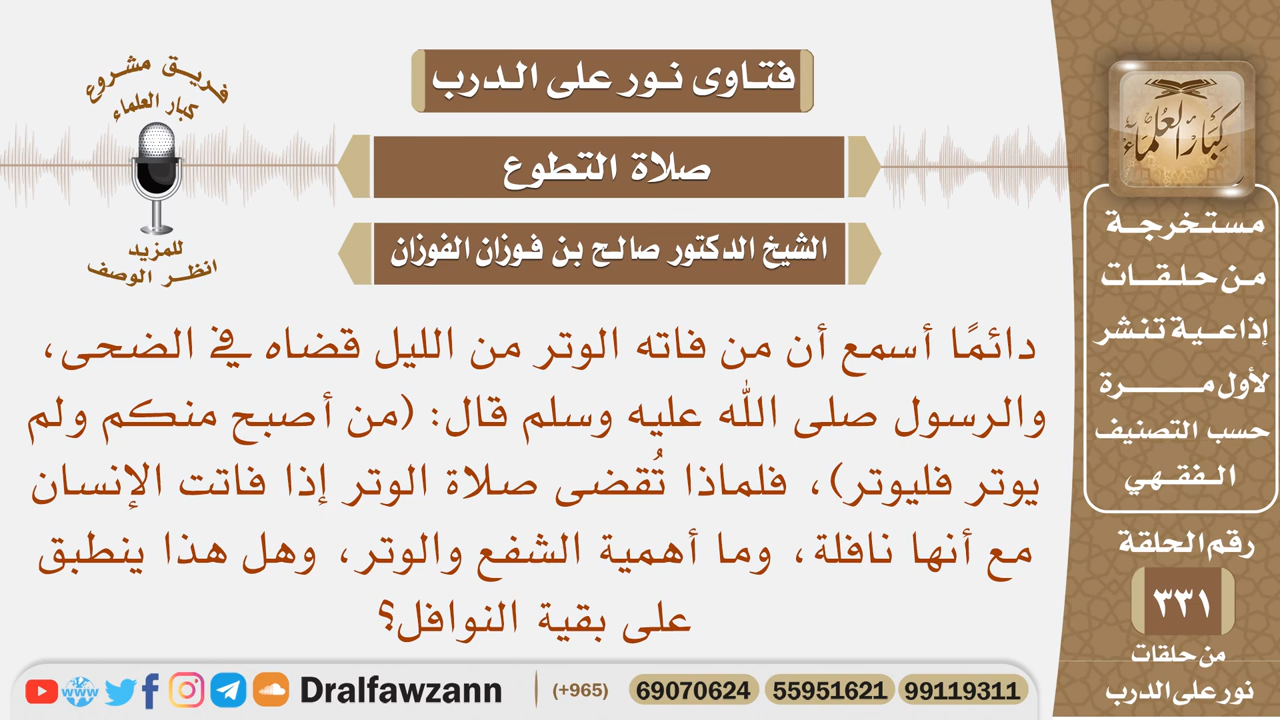 فتاوى نور على الدرب
صلاة التطوع
الشيخ الدكتور صالح بن فوزان الفوزان
فريق مشروع
كبار العلماء
للمزيد
انظر الوصف
كِبَارُ العُلَمَاء
مستخرجة
من حلقات
إذاعية تنشر
لأول مرة
حسب التصنيف
الفقهي
رقم الحلقة
٣٣١
من حلقات
نور على الدرب
دائمًا أسمع أن من فاته الوتر من الليل قضاه في الضحى،
والرسول صلى الله عليه وسلم قال: (من أصبح منكم ولم
يوتر فليوتر)، فلماذا تُقضى صلاة الوتر إذا فاتت الإنسان
مع أنها نافلة، وما أهمية الشفع والوتر، وهل هذا ينطبق
على بقية النوافل؟
www Dralfawzann (+965) 69070624 55951621 99119311